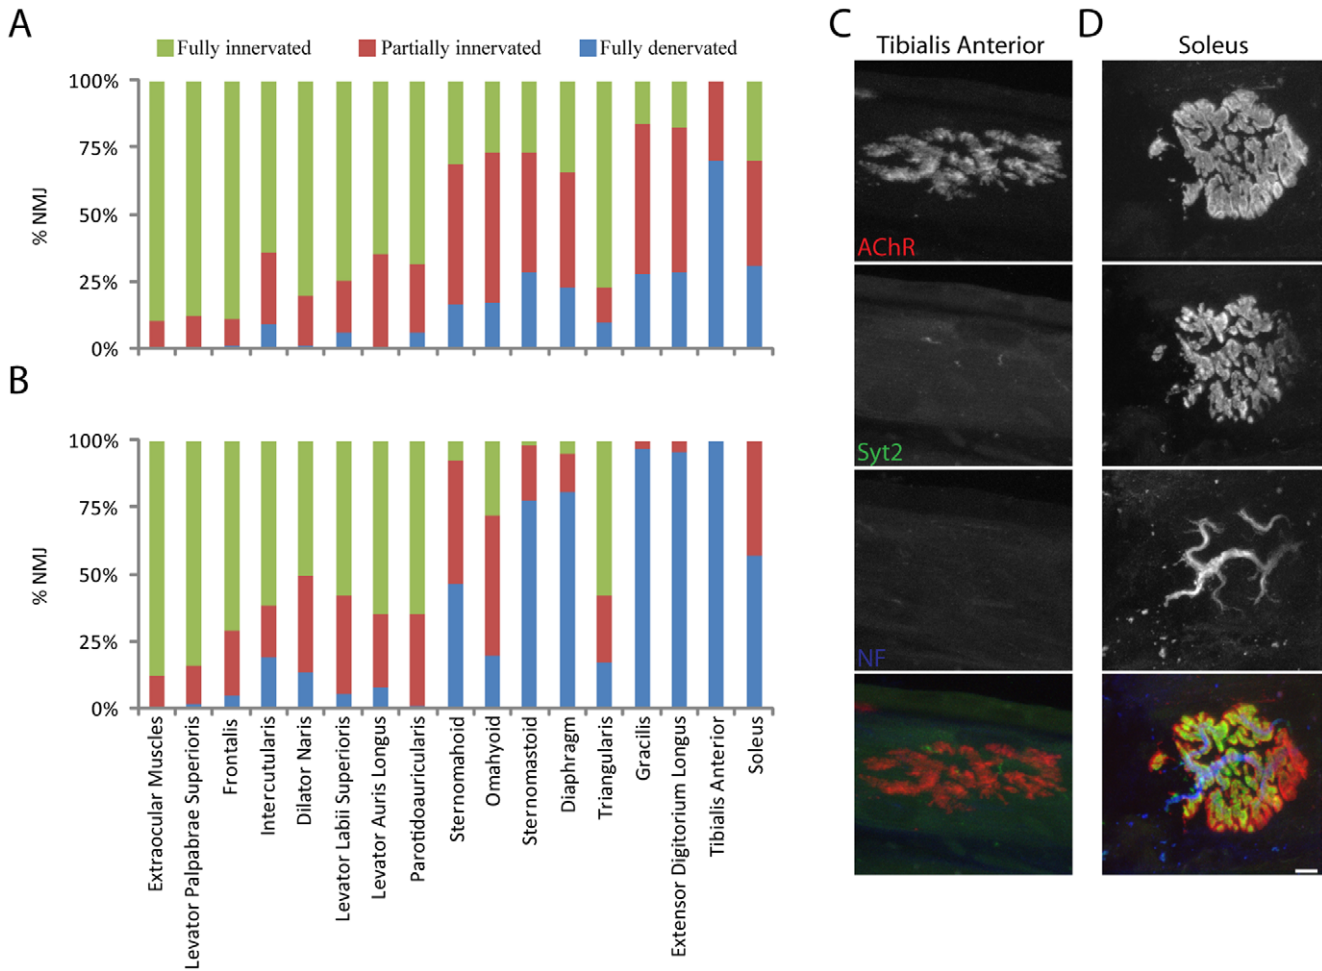 A
Fully innervated Partially innervated Fully denervated
100%
75%
50%
25%
0%
% NMJ
B
100%
75%
50%
25%
0%
% NMJ
Extraocular Muscles
Levator Palpabrae Superioris
Frontalis
Intercutularis
Dilator Naris
Levator Labii Superioris
Levator Auris Longus
Parotidoauricularis
Sternomahoid
Onahyoid
Sternomastoid
Diaphragm
Triangularis
Gracilis
Extensor Digitorium Longus
Tibialis Anterior
Soleus
C
Tibialis Anterior
AChR
Syt2
NF
D
Soleus